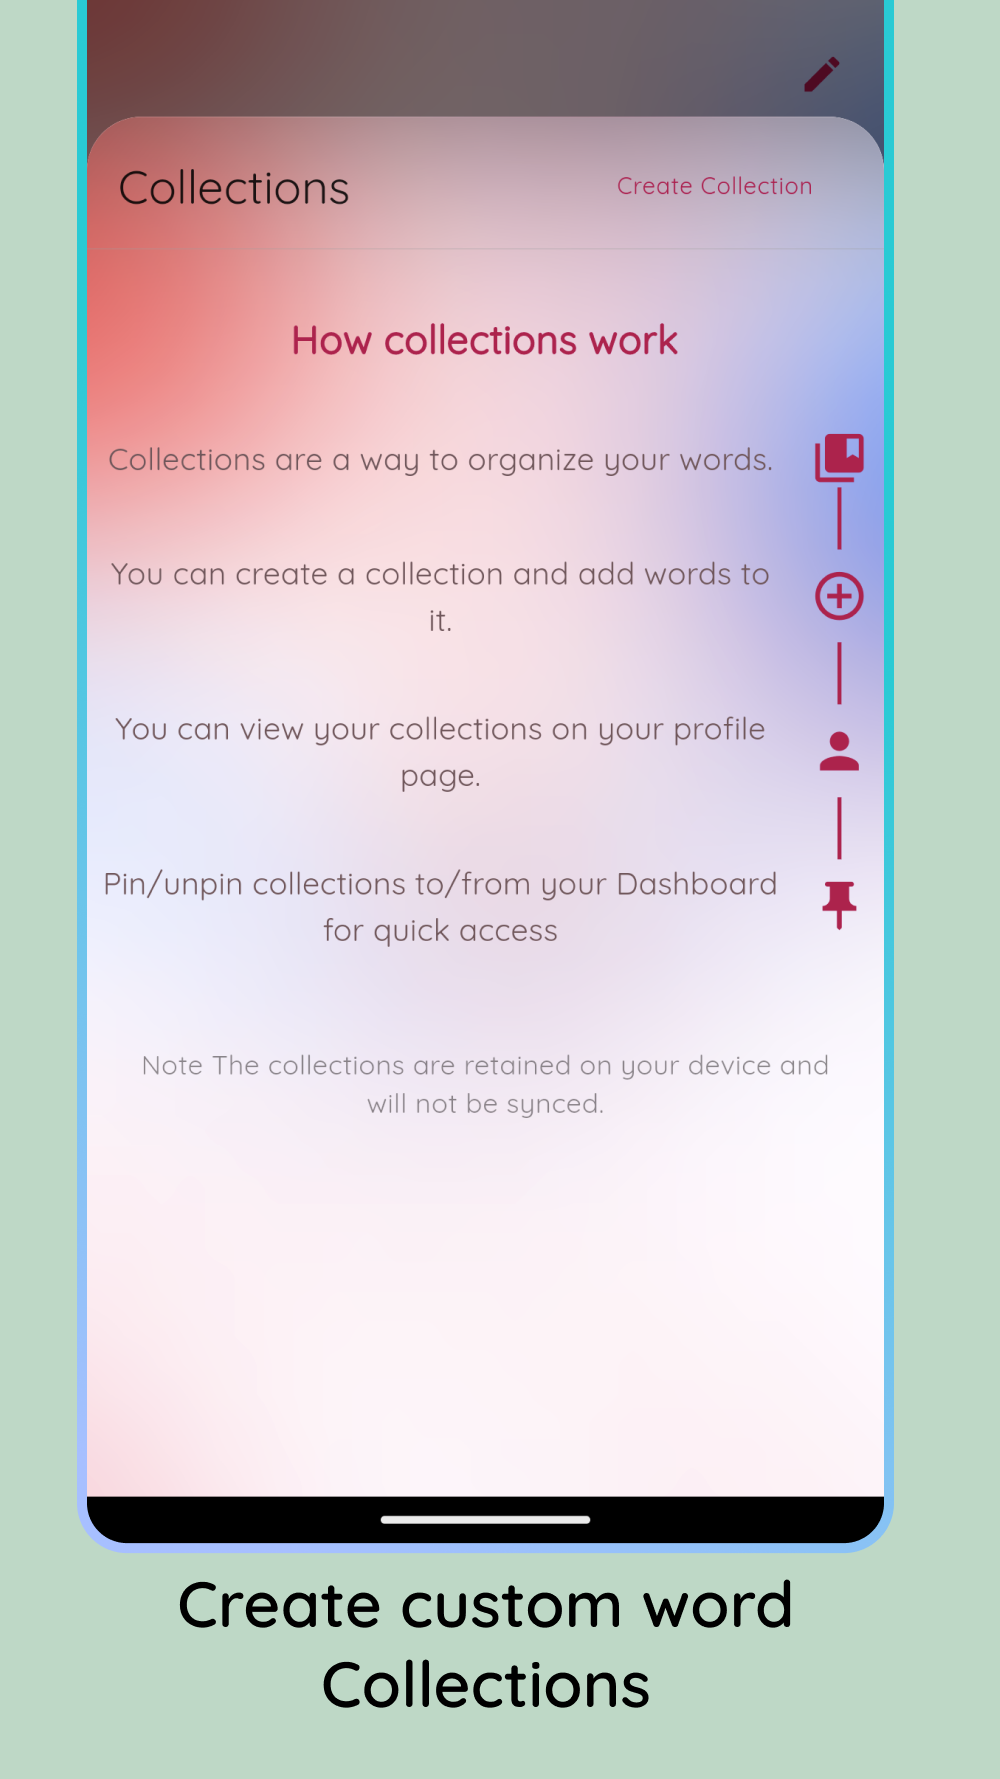 Collections
Create Collection
How collections work
Collections are a way to organize your words.
You can create a collection and add words to
it.
You can view your collections on your profile
page.
Pin/unpin collections to/from your Dashboard
for quick access
Note The collections are retained on your device and
will not be synced.
Create custom word
Collections